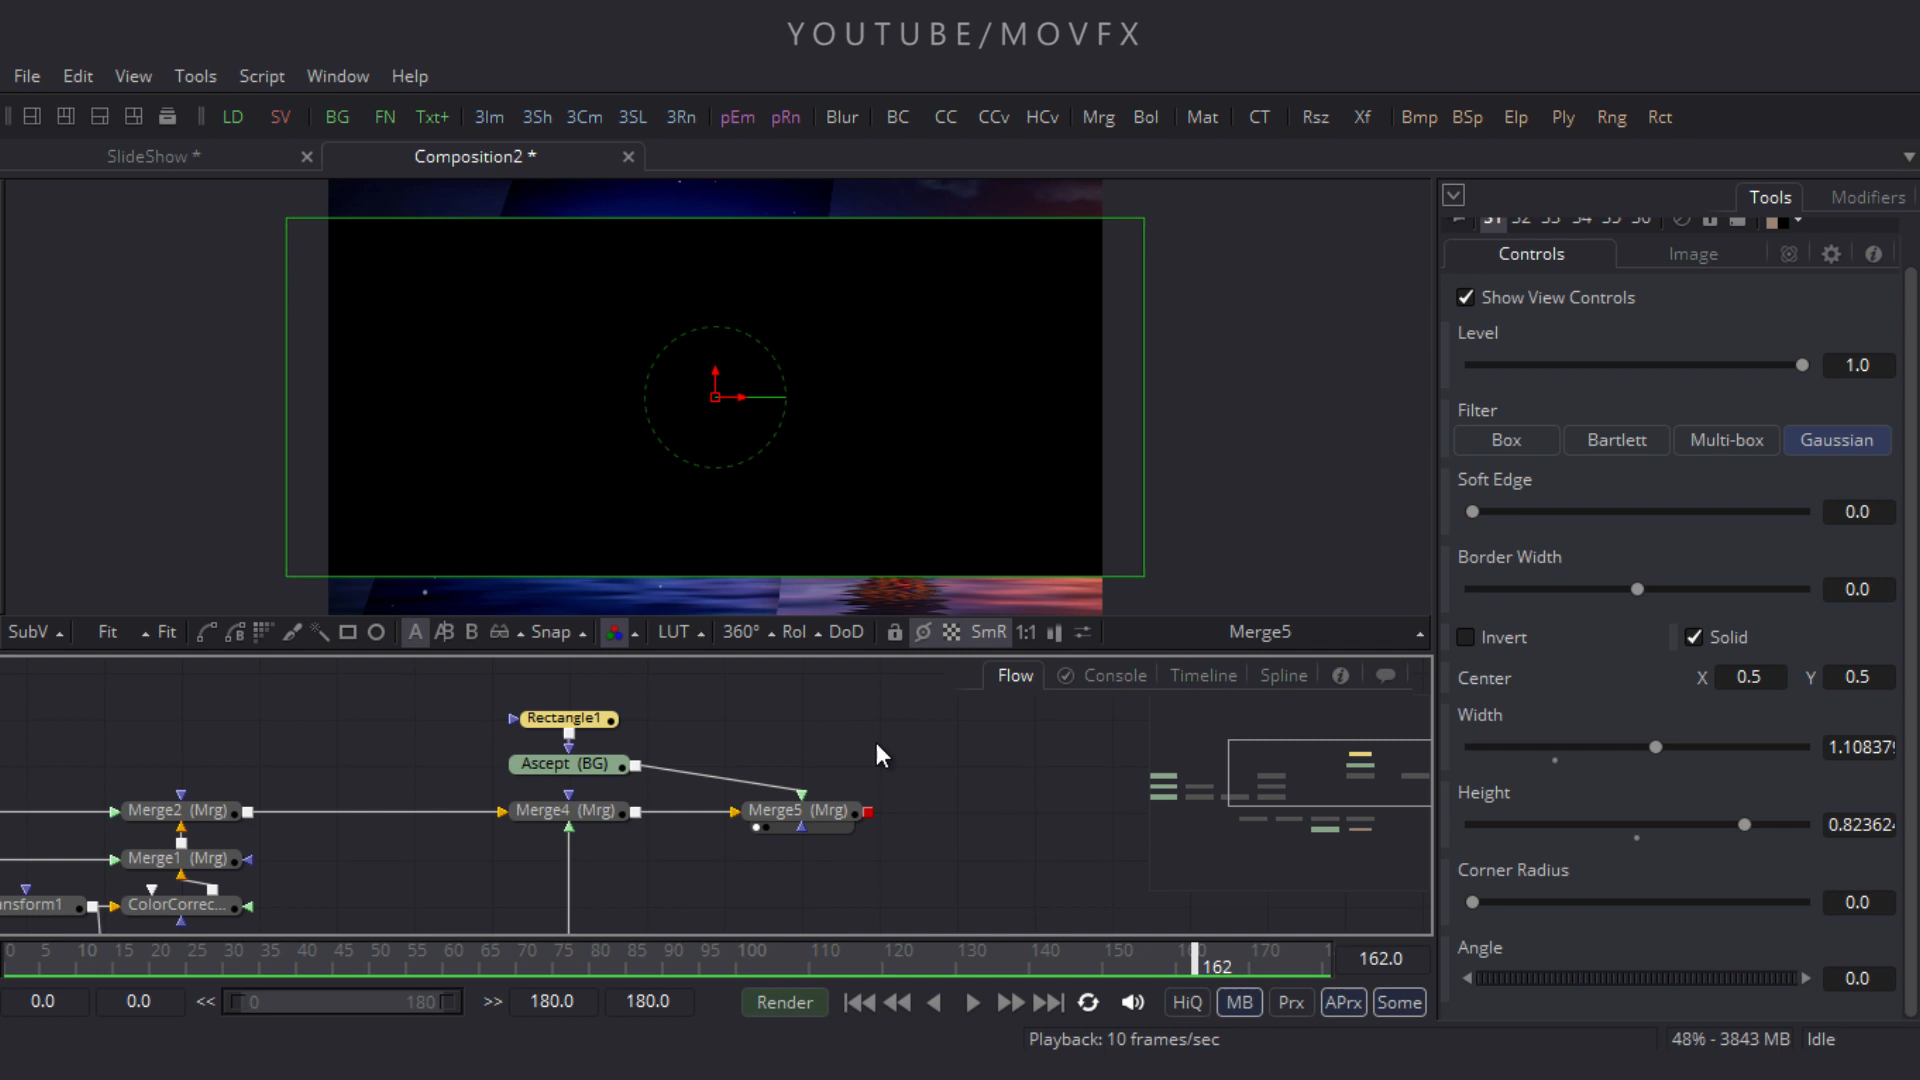 YOUTUBE/MOVFX
File Edit View Tools Script Window Help
LD SV BG FN Txt+ 3Im 3Sh 3Cm 3SL 3Rn pEm pRn Blur BC CC CCv HCv Mrg Bol Mat CT Rsz Xf Bmp BSp Elp Ply Rng Rct
SlideShow * Composition2 *
Tools Modifiers
S1 S2 S3 S4 S5 S6
Controls Image
Show View Controls
Level
1.0
Filter
Box Bartlett Multi-box Gaussian
Soft Edge
0.0
Border Width
0.0
Invert Solid
Center X 0.5 Y 0.5
Width
1.108379
Height
0.823624
Corner Radius
0.0
Angle
0.0
SubV Fit Fit A A/B B Snap LUT 360° RoI DoD SmR 1:1 Merge5
Flow Console Timeline Spline
Rectangle1
Ascept (BG)
Merge2 (Mrg) Merge4 (Mrg) Merge5 (Mrg)
Merge1 (Mrg)
ansform1 ColorCorrec...
0 5 10 15 20 25 30 35 40 45 50 55 60 65 70 75 80 85 90 95 100 110 120 130 140 150 160 170 1
162 162.0
0.0 0.0 << 0 180 >> 180.0 180.0 Render HiQ MB Prx APrx Some
Playback: 10 frames/sec 48% - 3843 MB Idle